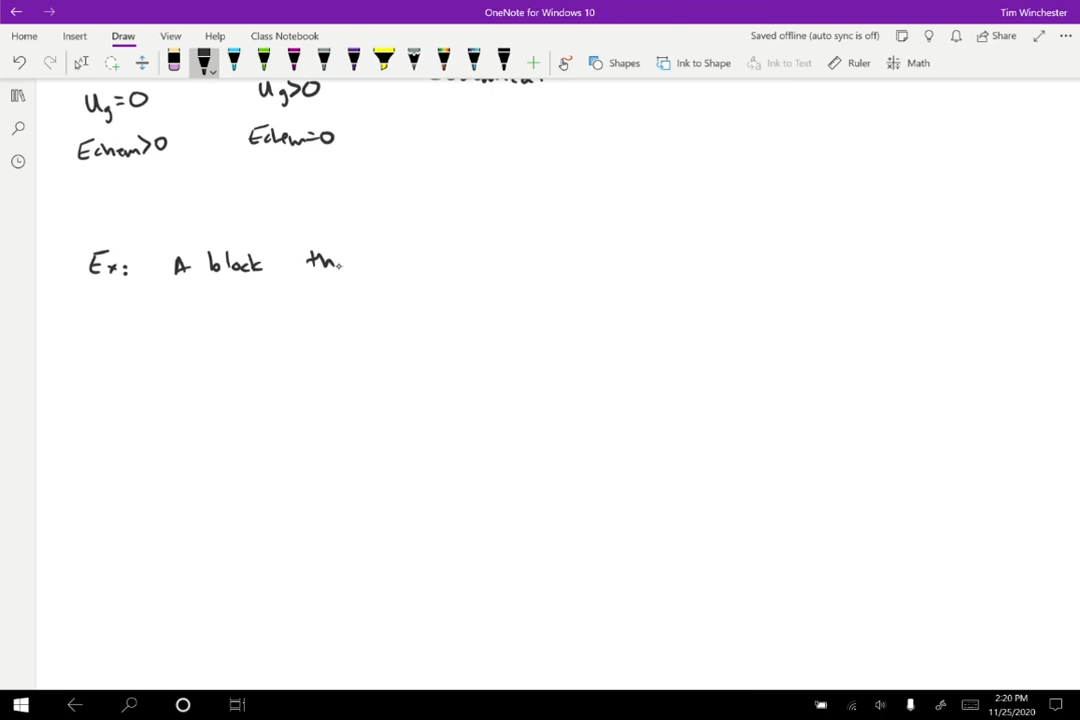 OneNote for Windows 10
Tim Winchester
Home Insert Draw View Help Class Notebook
Saved offline (auto sync is off) Share
Shapes Ink to Shape Ink to Text Ruler Math
Ug=0 Ug>0
Echem>0 Echem=0
Ex: A block th
2:20 PM
11/25/2020